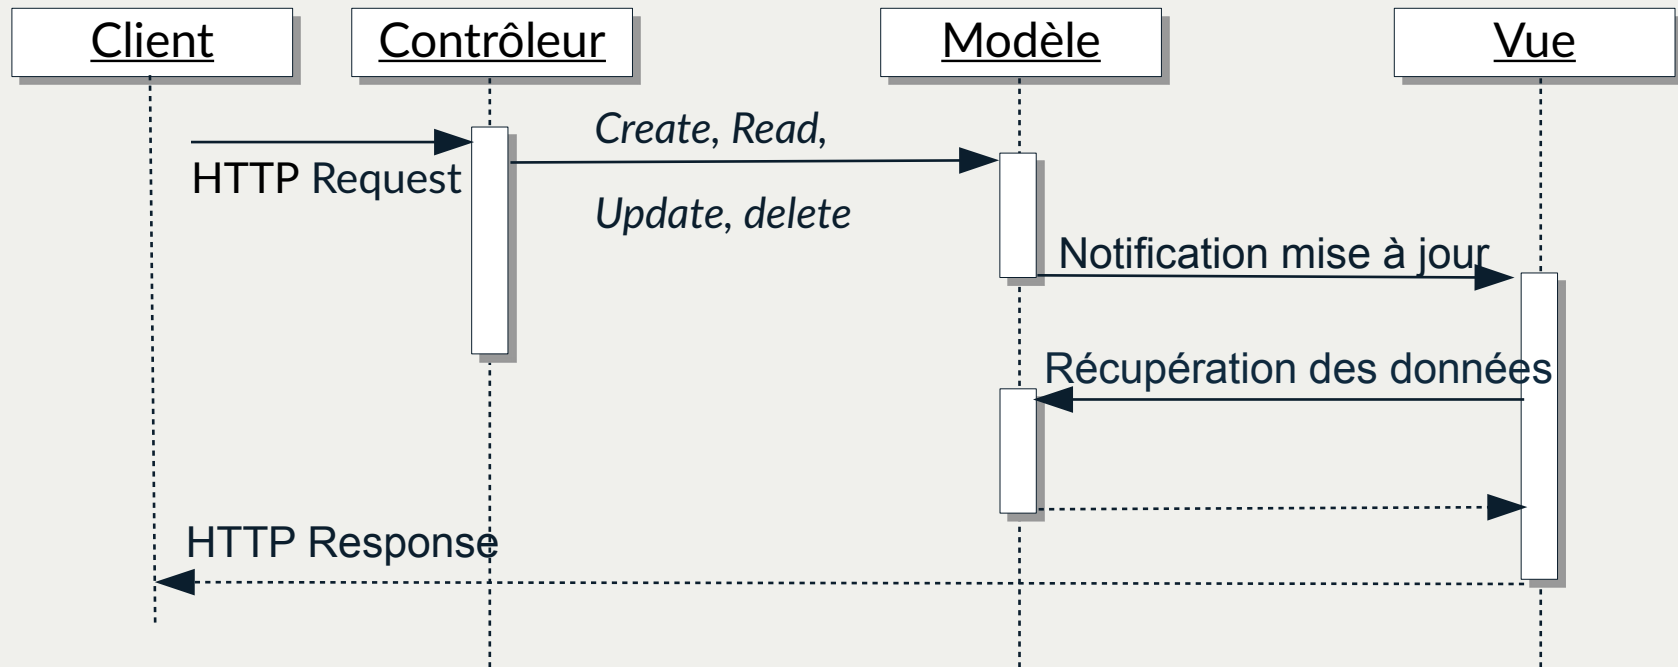 Client
Contrôleur
Modèle
Vue
Create, Read,
HTTP Request
Update, delete
Notification mise à jour
Récupération des données
HTTP Response